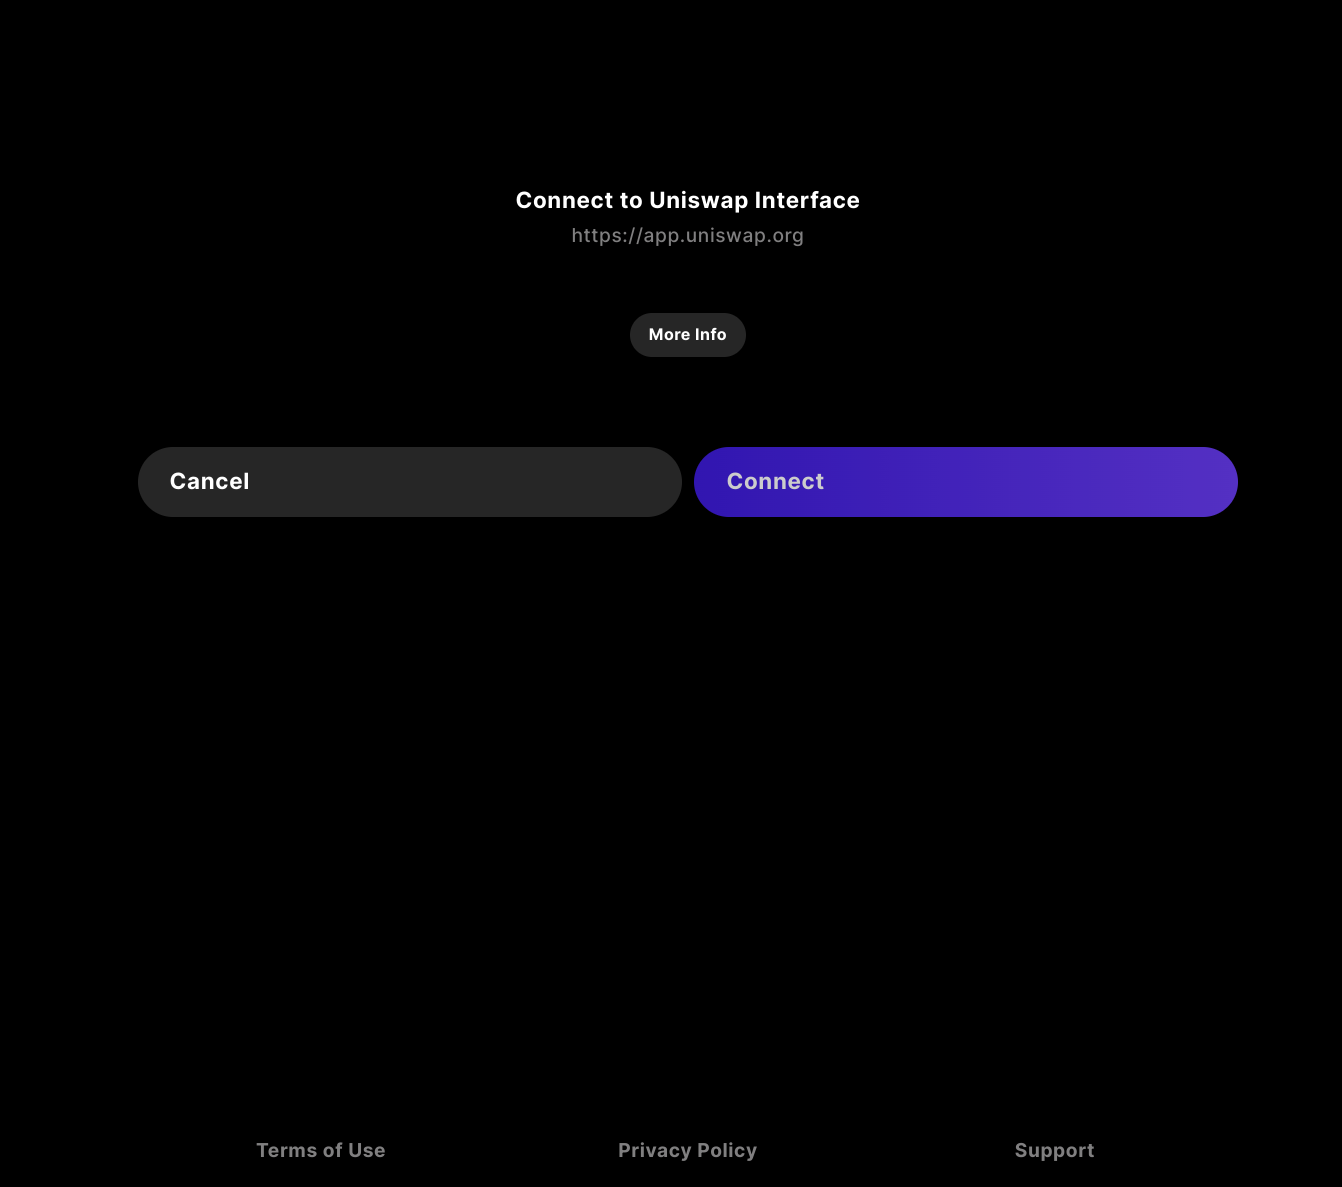 Connect to Uniswap Interface
https://app.uniswap.org
More Info
Cancel
Connect
Terms of Use
Privacy Policy
Support